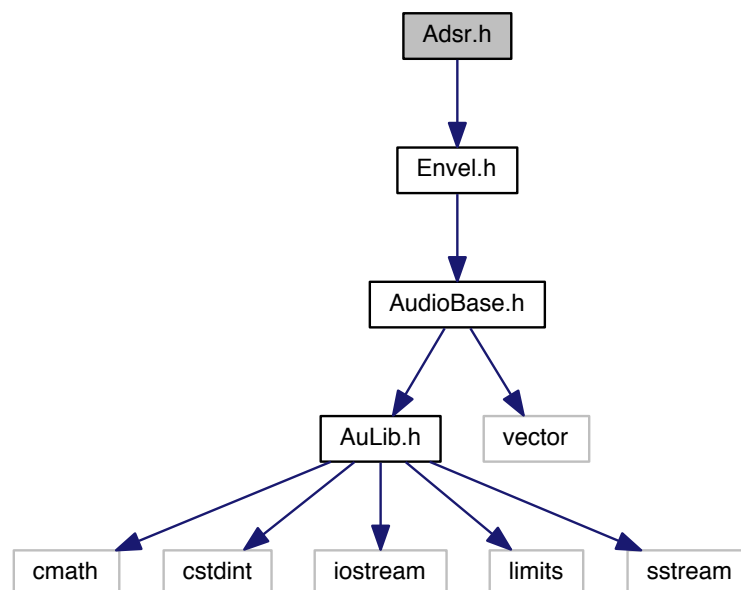 Adsr.h
Envel.h
AudioBase.h
AuLib.h
vector
cmath
cstdint
iostream
limits
sstream